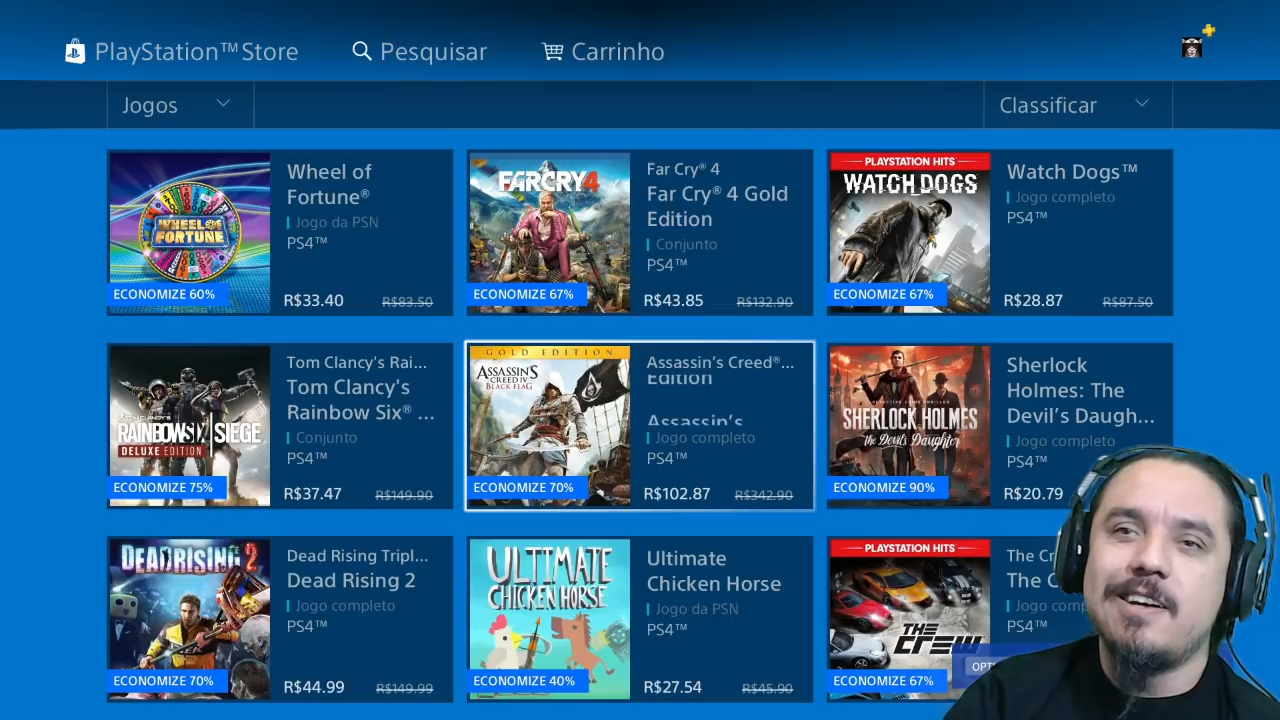 PlayStation™Store
Pesquisar
Carrinho
Jogos
Classificar
WHEEL OF
FORTUNE
ECONOMIZE 60%
Wheel of
Fortune®
Jogo da PSN
PS4™
R$33.40
R$83.50
FARCRY4
ECONOMIZE 67%
Far Cry® 4
Far Cry® 4 Gold
Edition
Conjunto
PS4™
R$43.85
R$132.90
PLAYSTATION HITS
WATCH DOGS
ECONOMIZE 67%
Watch Dogs™
Jogo completo
PS4™
R$28.87
R$87.50
TOM CLANCY'S
RAINBOWSIX SIEGE
DELUXE EDITION
ECONOMIZE 75%
Tom Clancy's Rai...
Tom Clancy's
Rainbow Six® ...
Conjunto
PS4™
R$37.47
R$149.90
GOLD EDITION
ASSASSIN'S
CREED IV
BLACK FLAG
ECONOMIZE 70%
Assassin’s Creed®...
Edition
Assassin’s
Jogo completo
PS4™
R$102.87
R$342.90
SHERLOCK HOLMES
The Devil's Daughter
ECONOMIZE 90%
Sherlock
Holmes: The
Devil’s Daugh...
Jogo completo
PS4™
R$20.79
DEADRISING 2
ECONOMIZE 70%
Dead Rising Tripl...
Dead Rising 2
Jogo completo
PS4™
R$44.99
R$149.99
ULTIMATE
CHICKEN HORSE
ECONOMIZE 40%
Ultimate
Chicken Horse
Jogo da PSN
PS4™
R$27.54
R$45.90
PLAYSTATION HITS
THE
CREW
ECONOMIZE 67%
The Cr
The C
Jogo comp
PS4™
OPTI